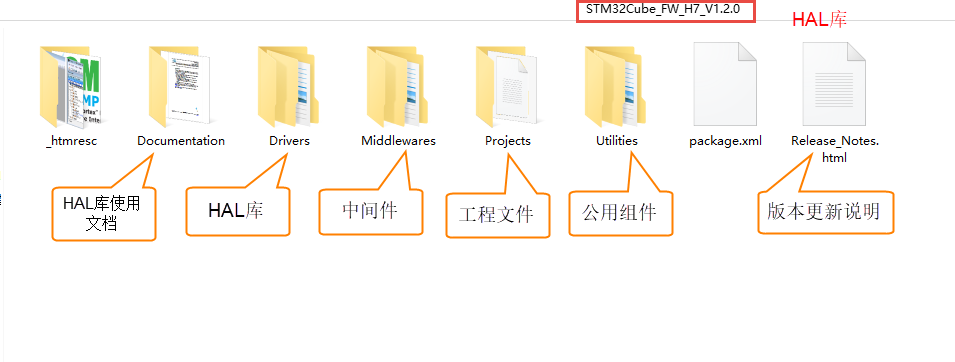 STM32Cube_FW_H7_V1.2.0
HAL库
_htmresc
Documentation
Drivers
Middlewares
Projects
Utilities
package.xml
Release_Notes.
html
HAL库使用
文档
HAL库
中间件
工程文件
公用组件
版本更新说明